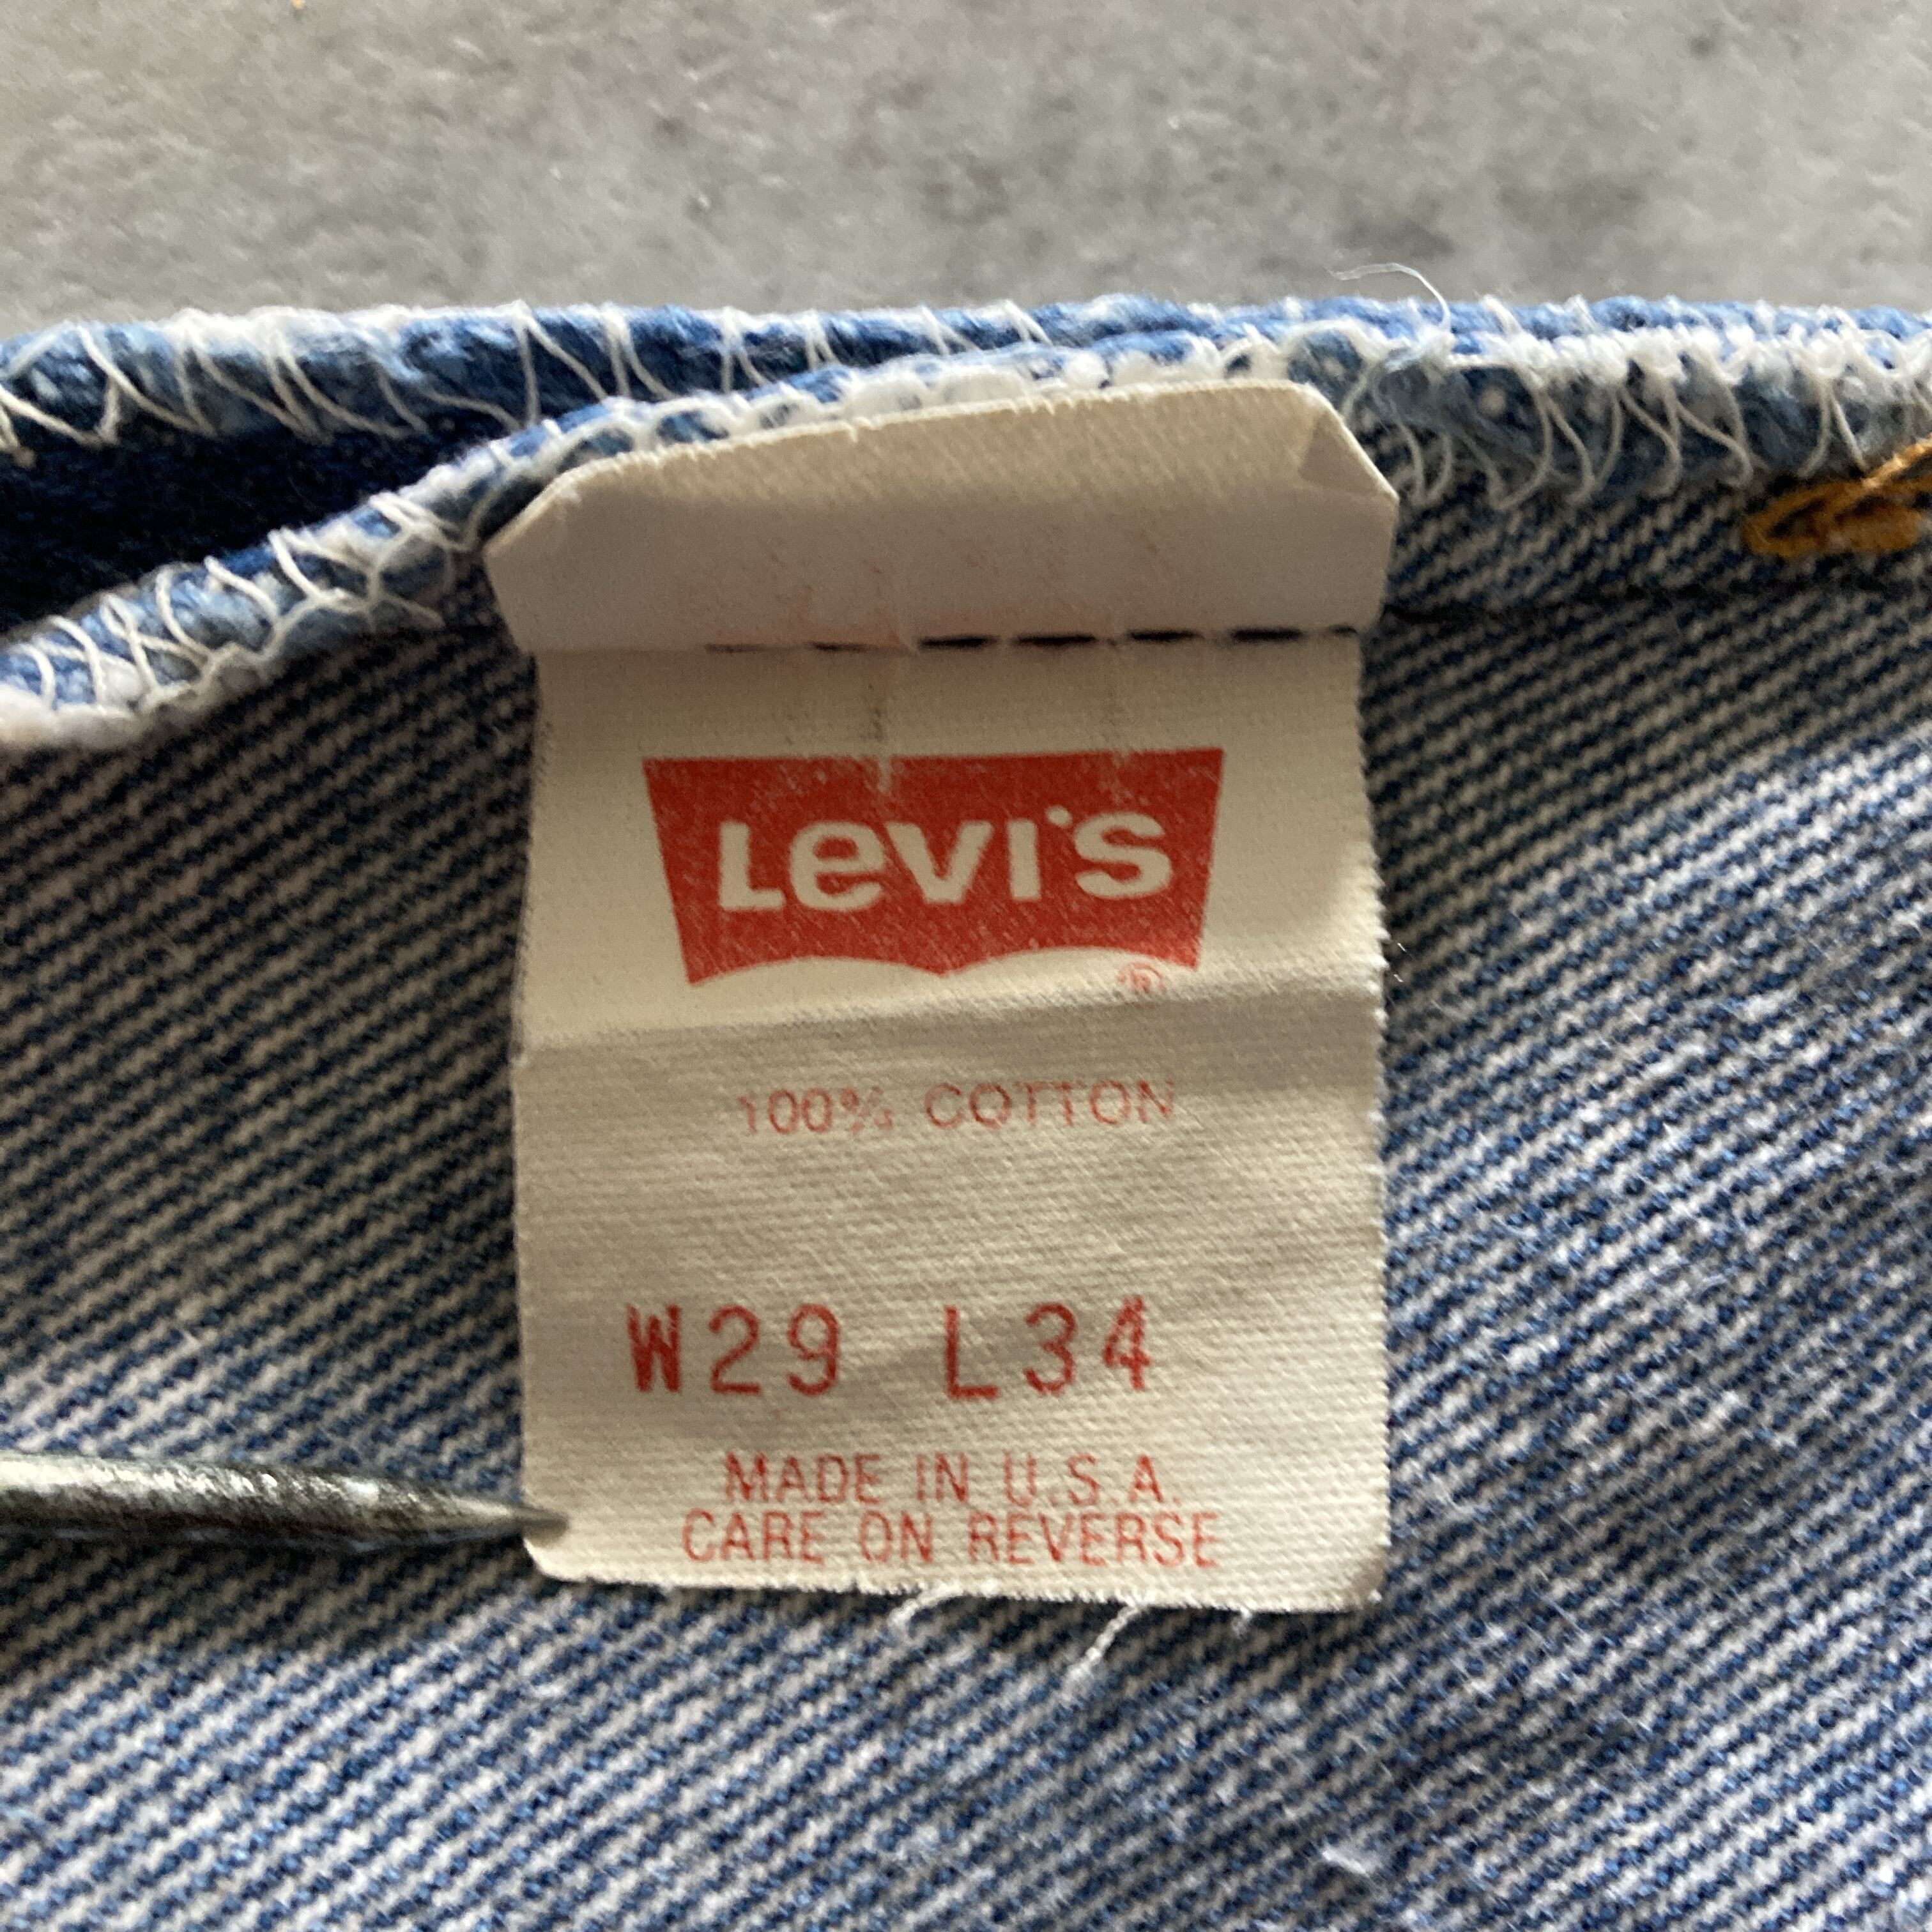 Levi's
®
100% COTTON
W29 L34
MADE IN U.S.A.
CARE ON REVERSE